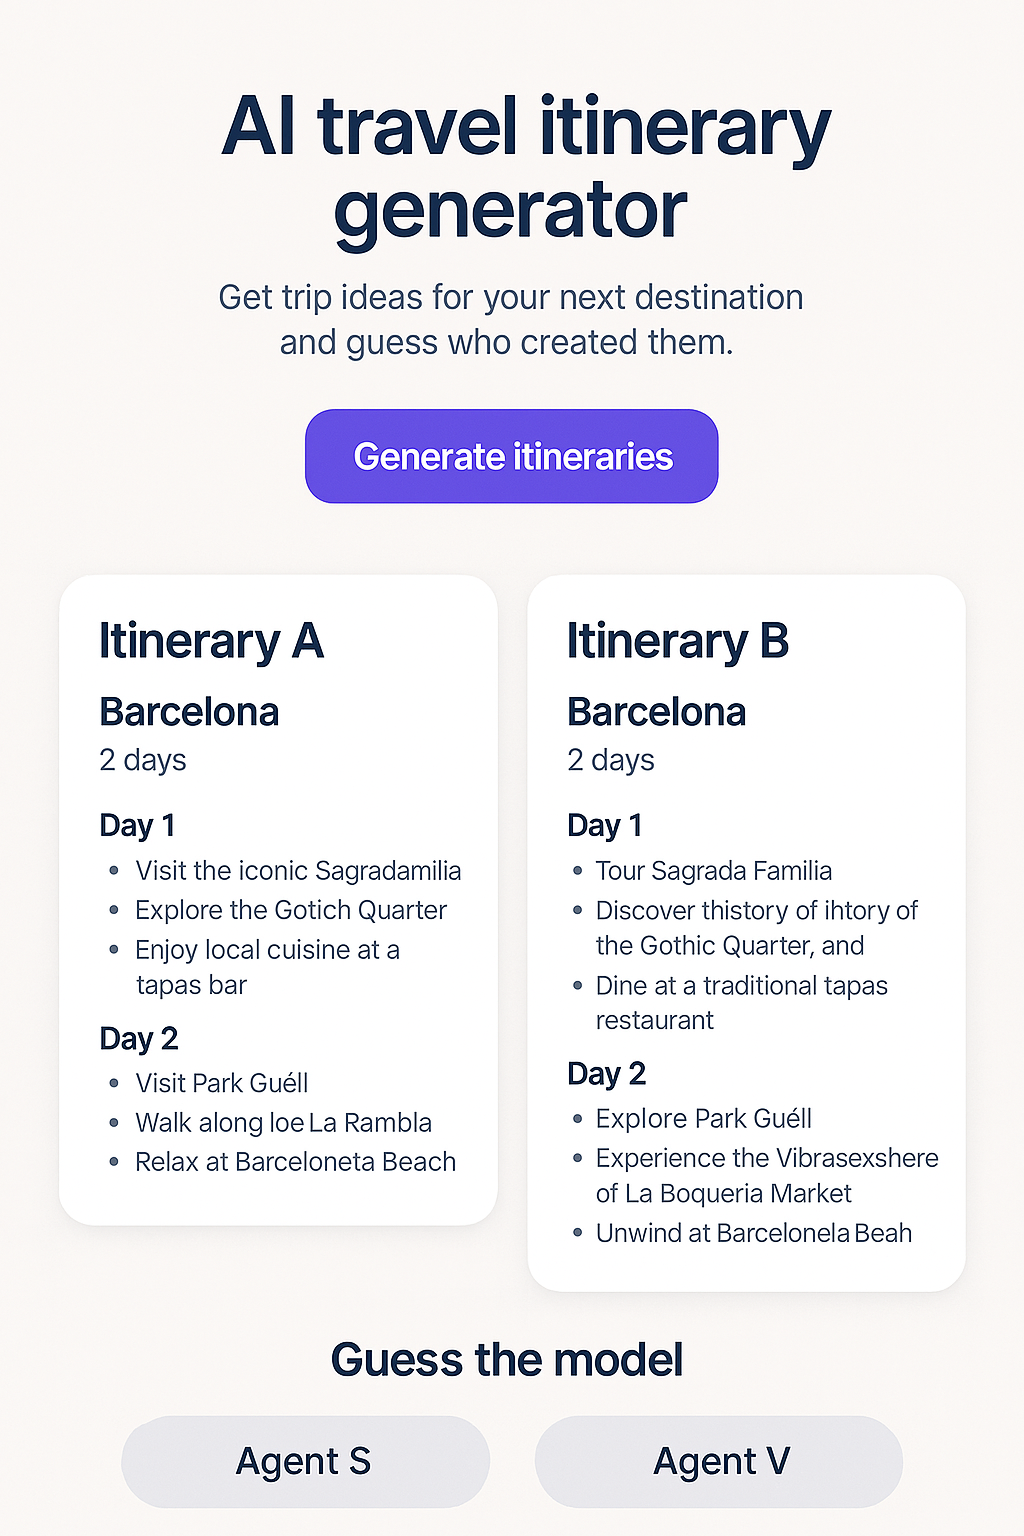 AI travel itinerary
generator
Get trip ideas for your next destination
and guess who created them.
Generate itineraries
Itinerary A
Barcelona
2 days
Day 1
• Visit the iconic Sagradamilia
• Explore the Gotich Quarter
• Enjoy local cuisine at a
tapas bar
Day 2
• Visit Park Guéll
• Walk along loe La Rambla
• Relax at Barceloneta Beach
Itinerary B
Barcelona
2 days
Day 1
• Tour Sagrada Familia
• Discover thistory of ihtory of
the Gothic Quarter, and
• Dine at a traditional tapas
restaurant
Day 2
• Explore Park Guéll
• Experience the Vibrasexshere
of La Boqueria Market
• Unwind at Barcelonela Beah
Guess the model
Agent S
Agent V